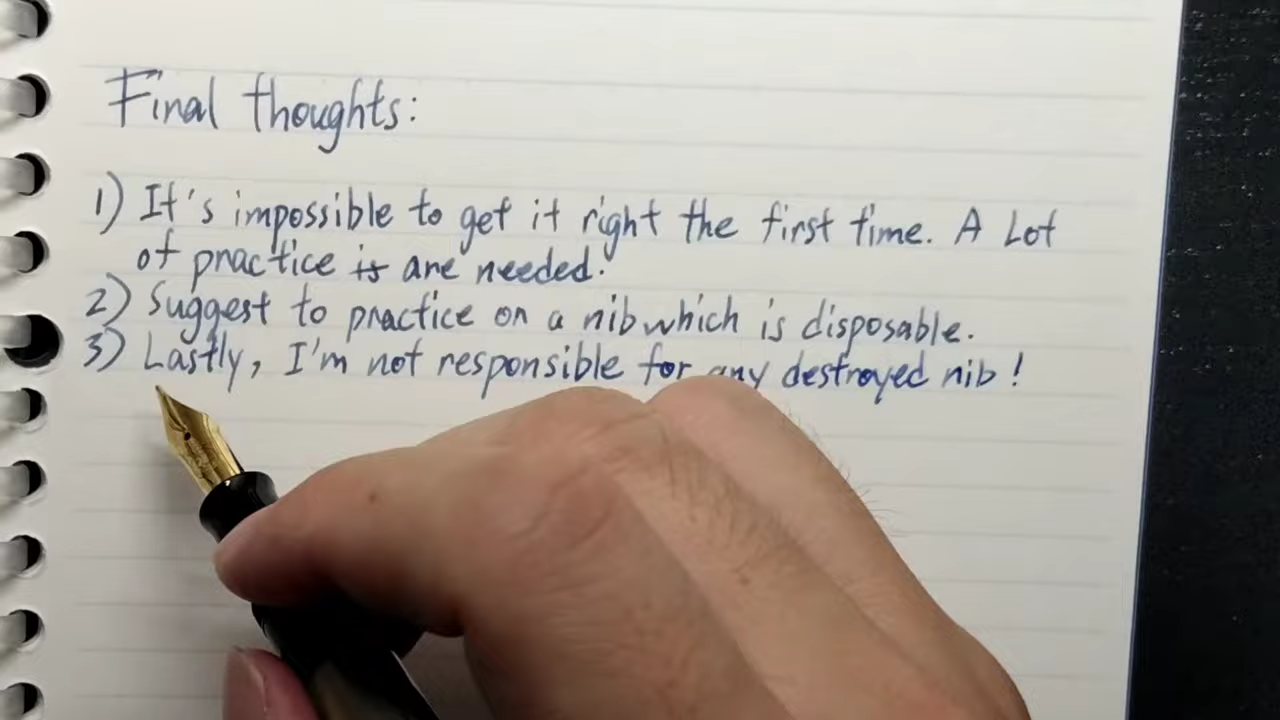 Final thoughts:
1) It's impossible to get it right the first time. A Lot
of practice is are needed.
2) Suggest to practice on a nib which is disposable.
3) Lastly, I'm not responsible for any destroyed nib!